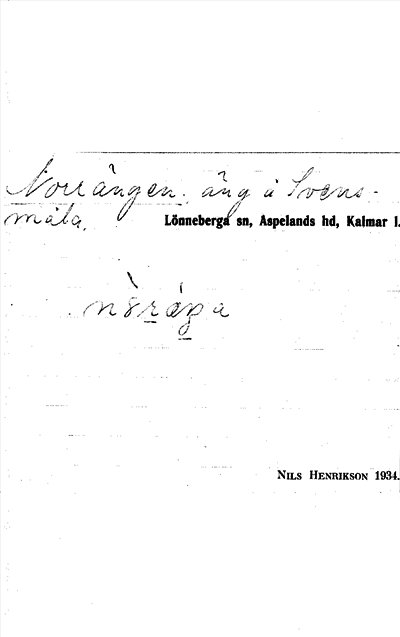 Norrängen. äng å Svens-
måla. Lönneberga sn, Aspelands hd, Kalmar l.
NILS HENRIKSON 1934.